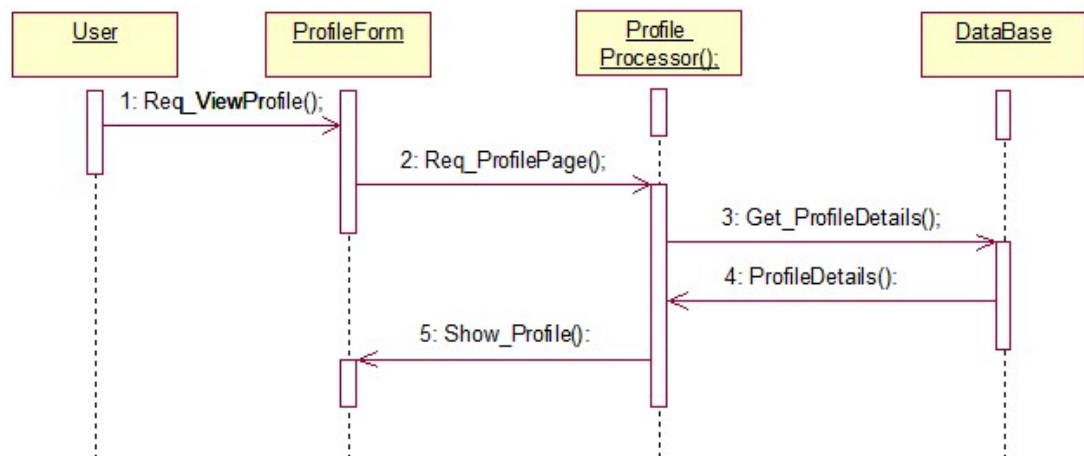 User
ProfileForm
Profile
Processor();
DataBase
1: Req_ViewProfile();
2: Req_ProfilePage();
3: Get_ProfileDetails();
4: ProfileDetails():
5: Show_Profile():